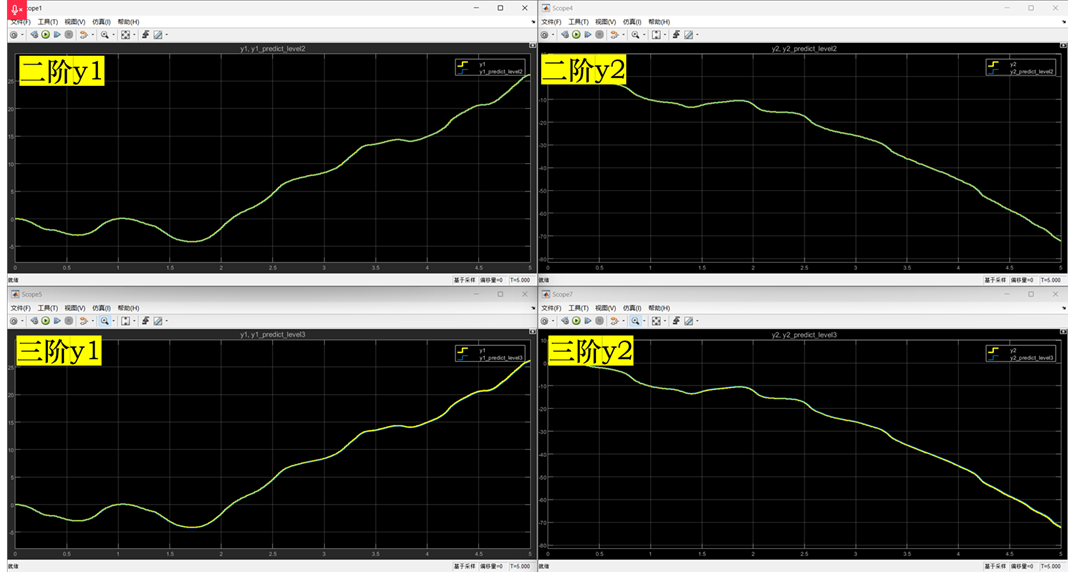 Scope1
文件(F) 工具(T) 视图(V) 仿真(I) 帮助(H)
y1, y1_predict_level2
二阶y1
y1
y1_predict_level2
25
20
15
10
5
0
-5
0 0.5 1 1.5 2 2.5 3 3.5 4 4.5 5
就绪 基于采样 偏移量=0 T=5.000
Scope4
文件(F) 工具(T) 视图(V) 仿真(I) 帮助(H)
y2, y2_predict_level2
二阶y2
y2
y2_predict_level2
-10
-20
-30
-40
-50
-60
-70
-80
0 0.5 1 1.5 2 2.5 3 3.5 4 4.5 5
就绪 基于采样 偏移量=0 T=5.000
Scope5
文件(F) 工具(T) 视图(V) 仿真(I) 帮助(H)
y1, y1_predict_level3
三阶y1
y1
y1_predict_level3
25
20
15
10
5
0
-5
0 0.5 1 1.5 2 2.5 3 3.5 4 4.5 5
就绪 基于采样 偏移量=0 T=5.000
Scope7
文件(F) 工具(T) 视图(V) 仿真(I) 帮助(H)
y2, y2_predict_level3
三阶y2
y2
y2_predict_level3
10
0
-10
-20
-30
-40
-50
-60
-70
-80
0 0.5 1 1.5 2 2.5 3 3.5 4 4.5 5
就绪 基于采样 偏移量=0 T=5.000